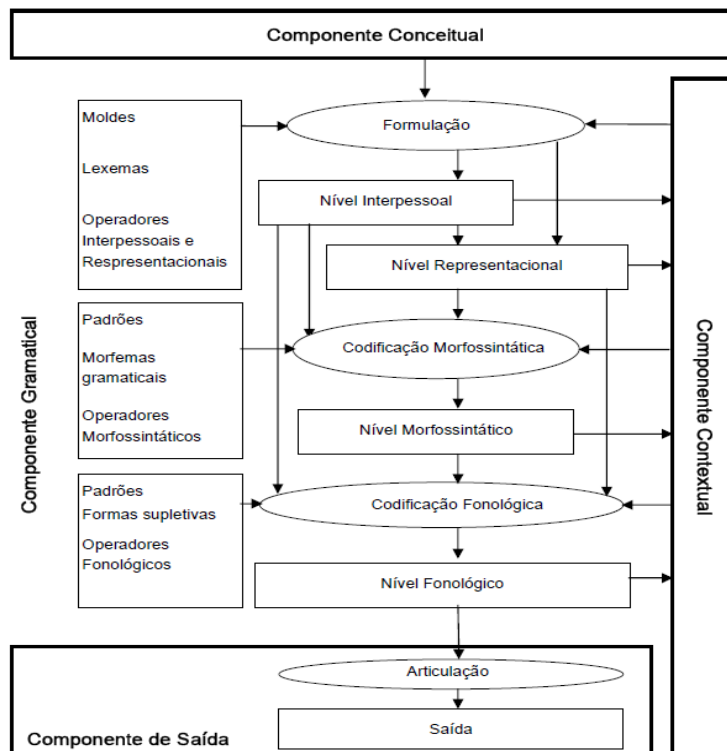 Componente Conceitual
Moldes
Formulação
Lexemas
Nível Interpessoal
Operadores
Interpessoais e
Respresentacionais
Nível Representacional
Componente Gramatical
Componente Contextual
Padrões
Codificação Morfossintática
Morfemas
gramaticais
Operadores
Morfossintáticos
Nível Morfossintático
Padrões
Formas supletivas
Codificação Fonológica
Operadores
Fonológicos
Nível Fonológico
Articulação
Saída
Componente de Saída